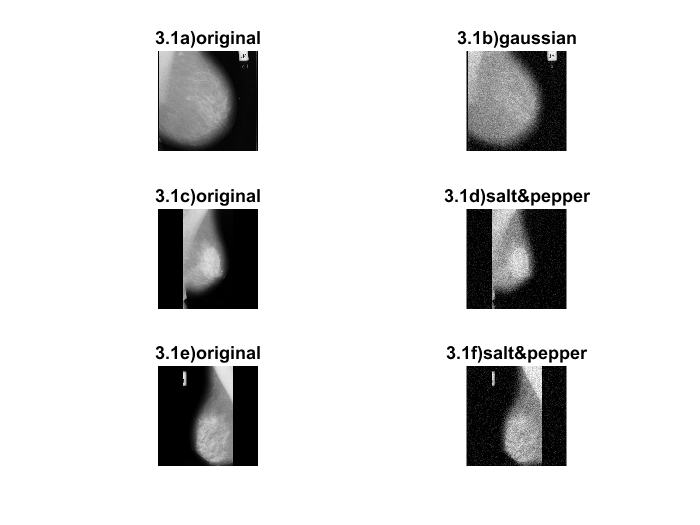 3.1a)original
3.1b)gaussian
3.1c)original
3.1d)salt&pepper
3.1e)original
3.1f)salt&pepper